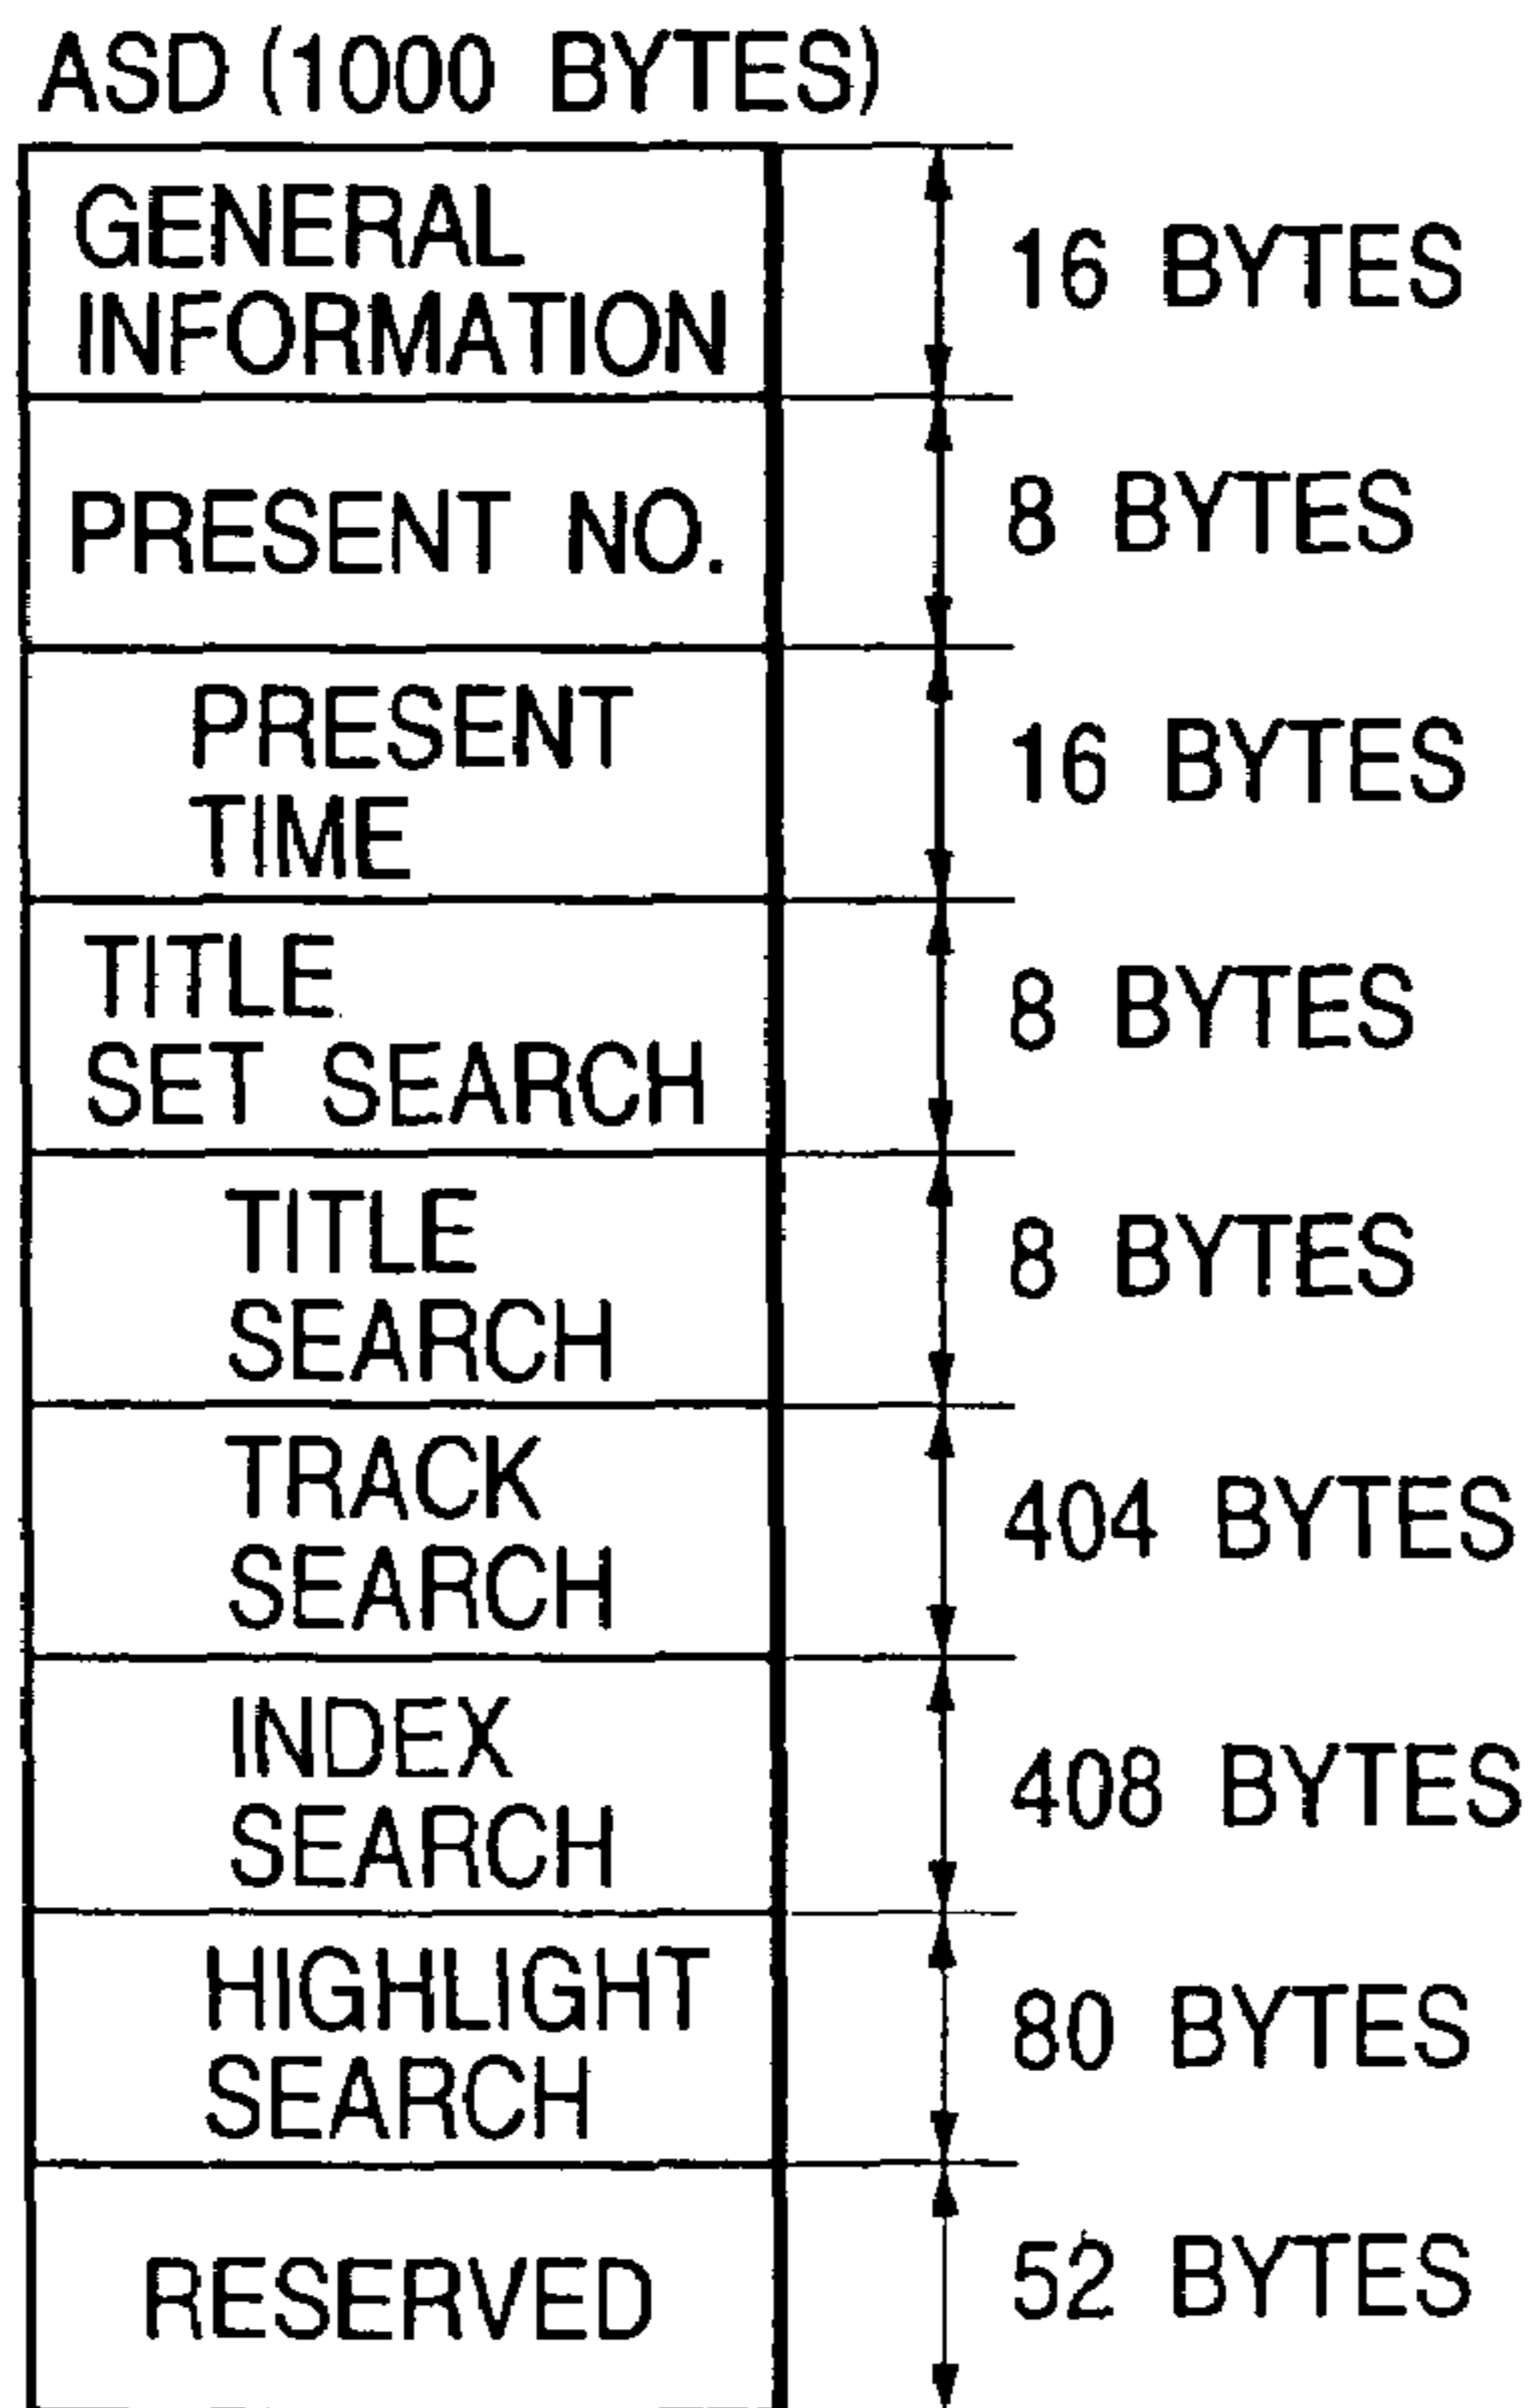 ASD (1000 BYTES)
GENERAL
INFORMATION
16 BYTES
PRESENT NO.
8 BYTES
PRESENT
TIME
16 BYTES
TITLE
SET SEARCH
8 BYTES
TITLE
SEARCH
8 BYTES
TRACK
SEARCH
404 BYTES
INDEX
SEARCH
408 BYTES
HIGHLIGHT
SEARCH
80 BYTES
RESERVED
52 BYTES